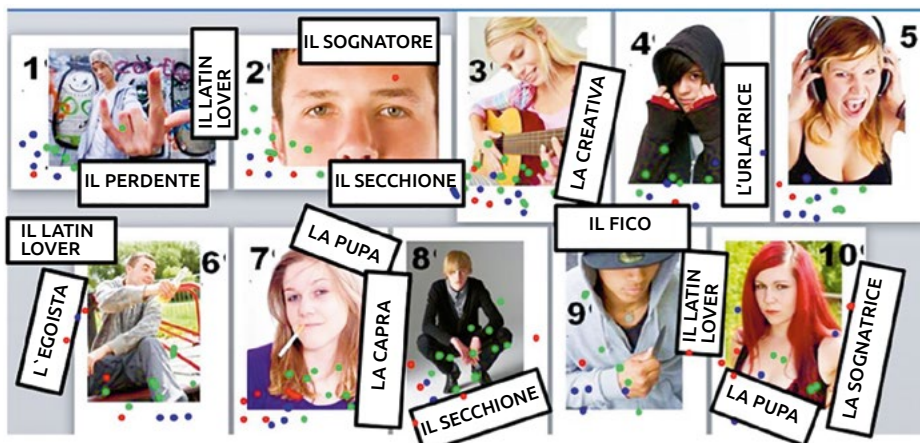 1
IL LATIN
LOVER
IL PERDENTE
2
IL SOGNATORE
IL SECCHIONE
3
LA CREATIVA
4
L'URLATRICE
5
IL LATIN
LOVER
L`EGOISTA
6
7
LA PUPA
LA CAPRA
8
IL SECCHIONE
IL FICO
9
IL LATIN
LOVER
10
LA PUPA
LA SOGNATRICE